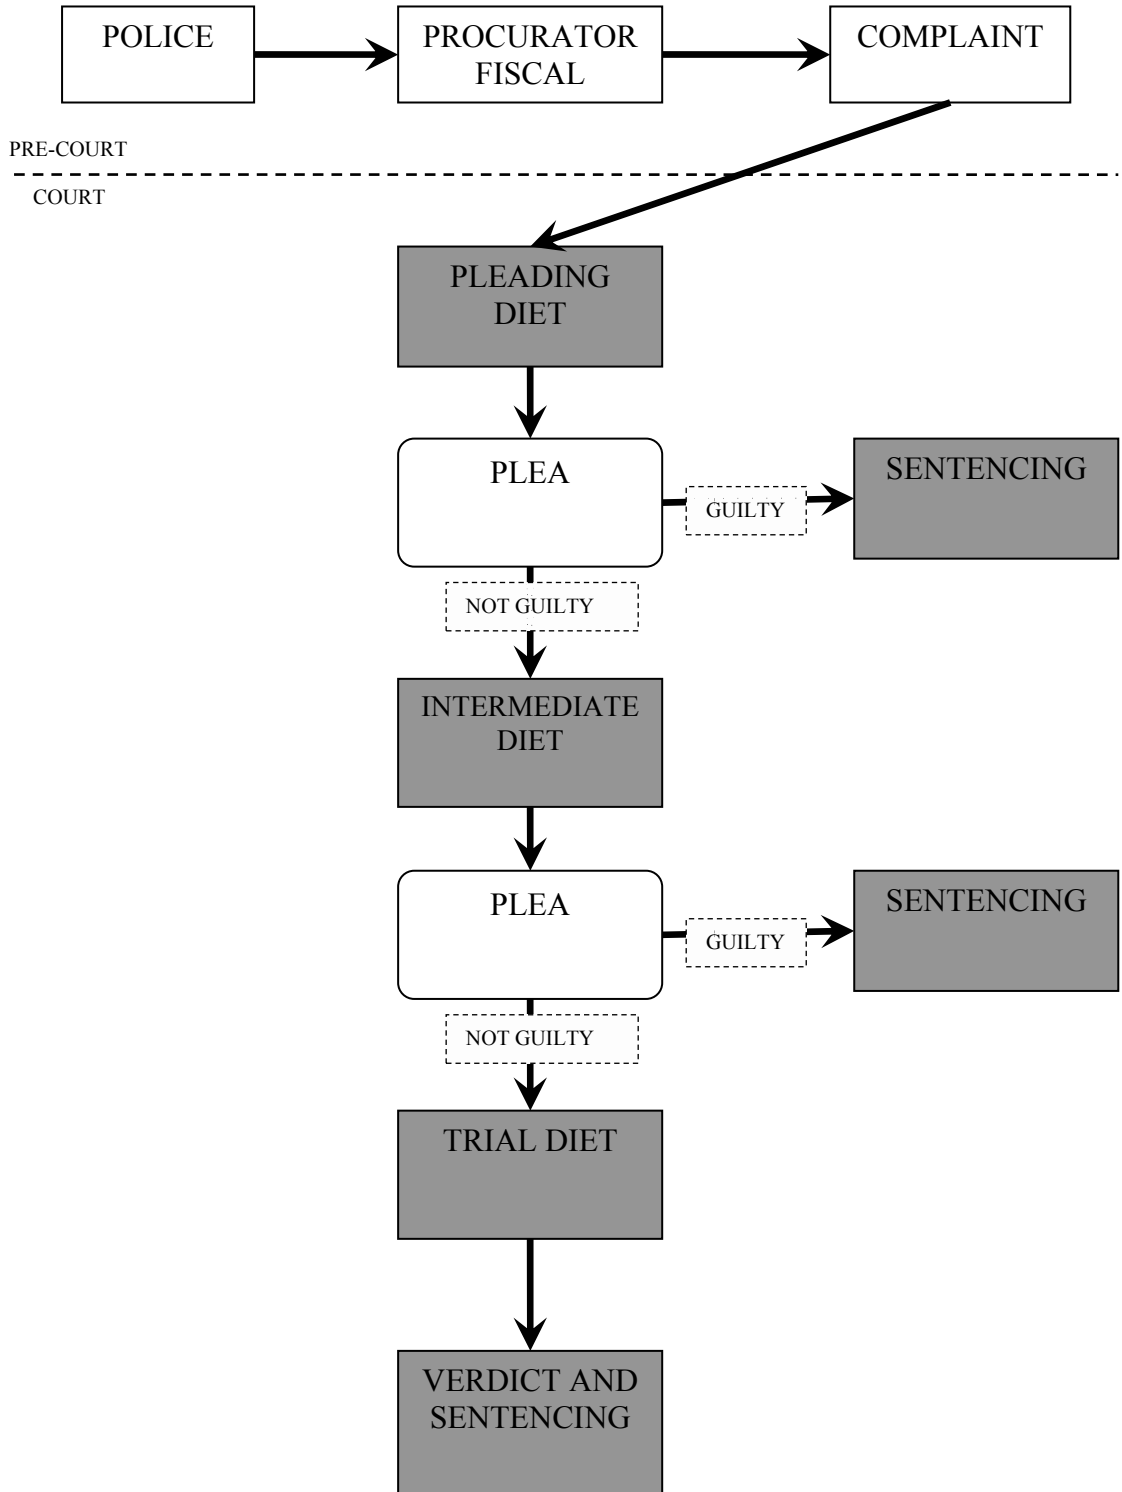 POLICE
PROCURATOR
FISCAL
COMPLAINT
PRE-COURT
COURT
PLEADING
DIET
PLEA
GUILTY
SENTENCING
NOT GUILTY
INTERMEDIATE
DIET
PLEA
GUILTY
SENTENCING
NOT GUILTY
TRIAL DIET
VERDICT AND
SENTENCING